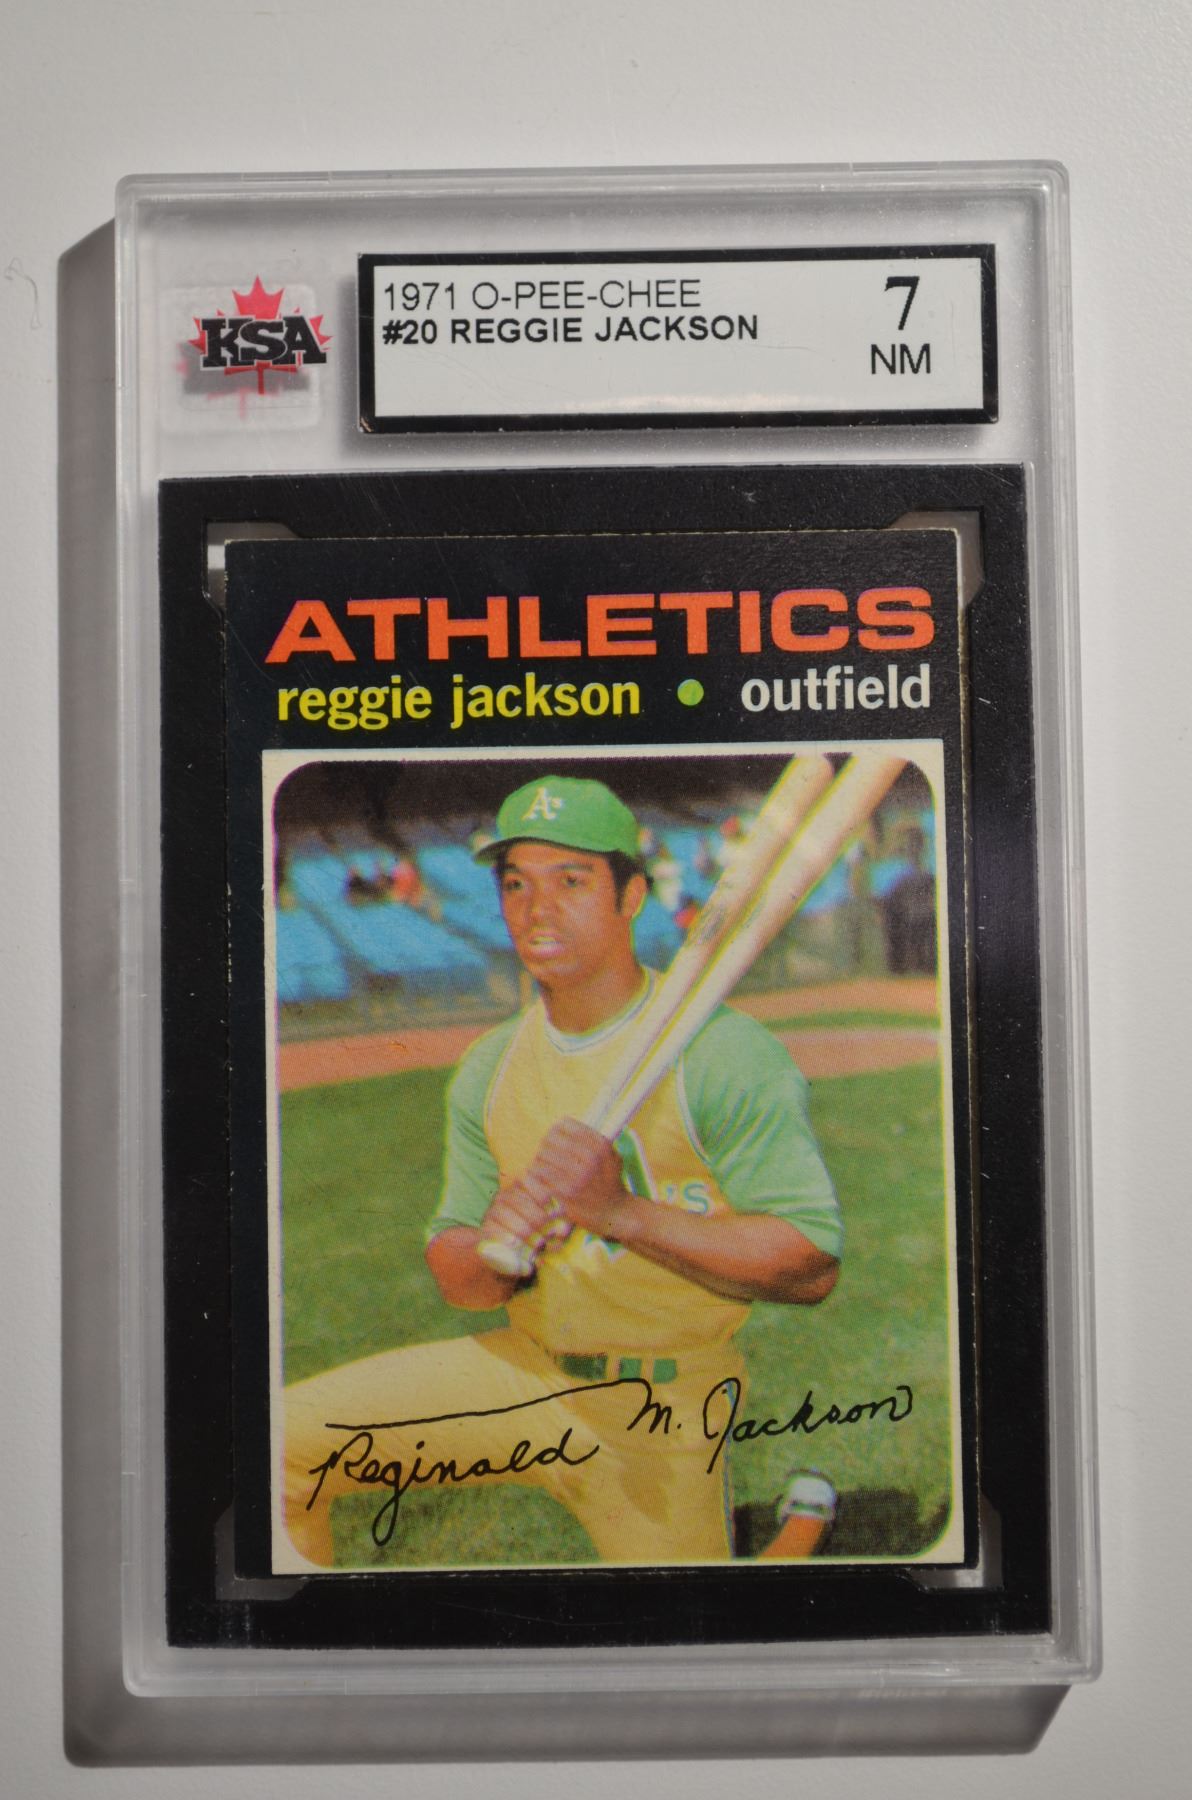 KSA
1971 O-PEE-CHEE
#20 REGGIE JACKSON
7
NM
ATHLETICS
reggie jackson • outfield
A's
A's
Reginald M. Jackson